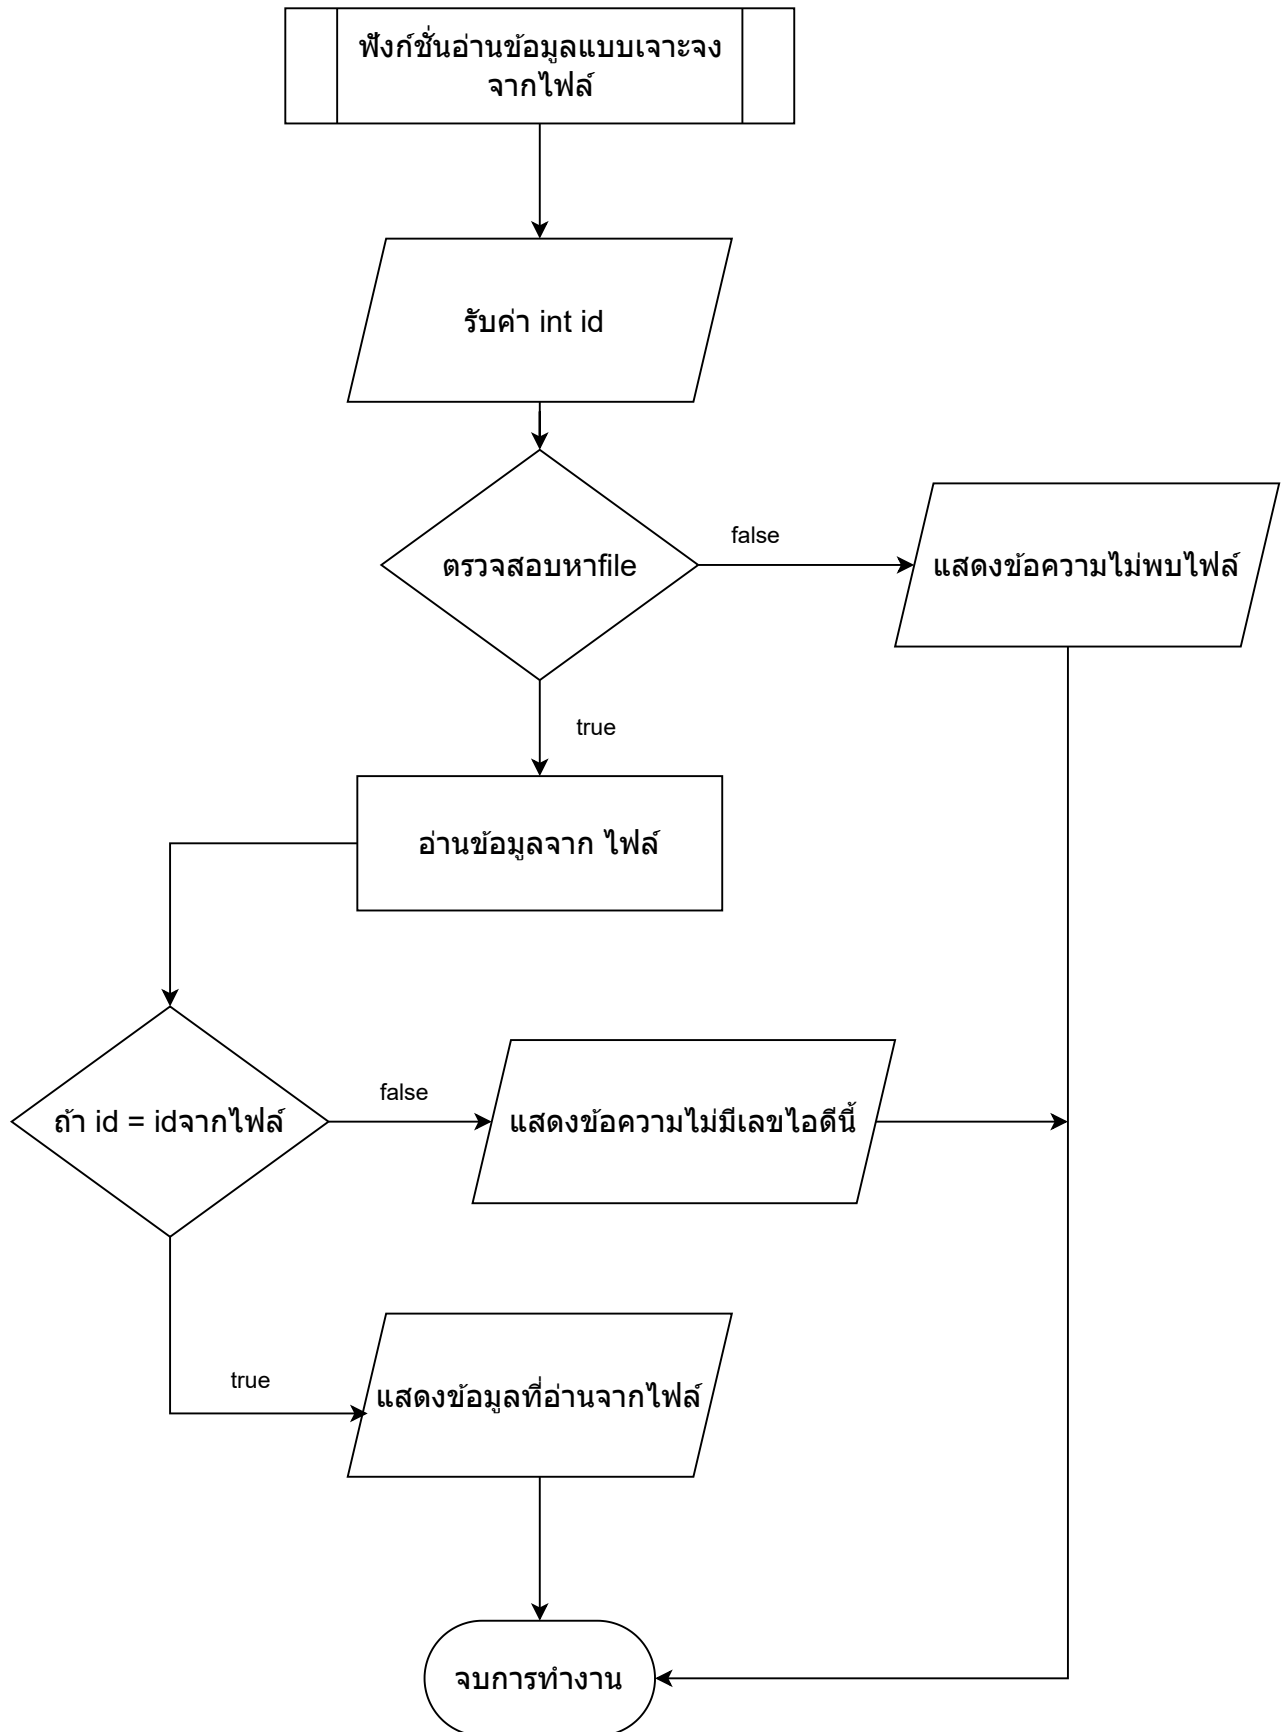 ฟังก์ชั่นอ่านข้อมูลแบบเจาะจง
จากไฟล์
รับค่า int id
ตรวจสอบหาfile
false
แสดงข้อความไม่พบไฟล์
true
อ่านข้อมูลจาก ไฟล์
ถ้า id = idจากไฟล์
false
แสดงข้อความไม่มีเลขไอดีนี้
true
แสดงข้อมูลที่อ่านจากไฟล์
จบการทำงาน